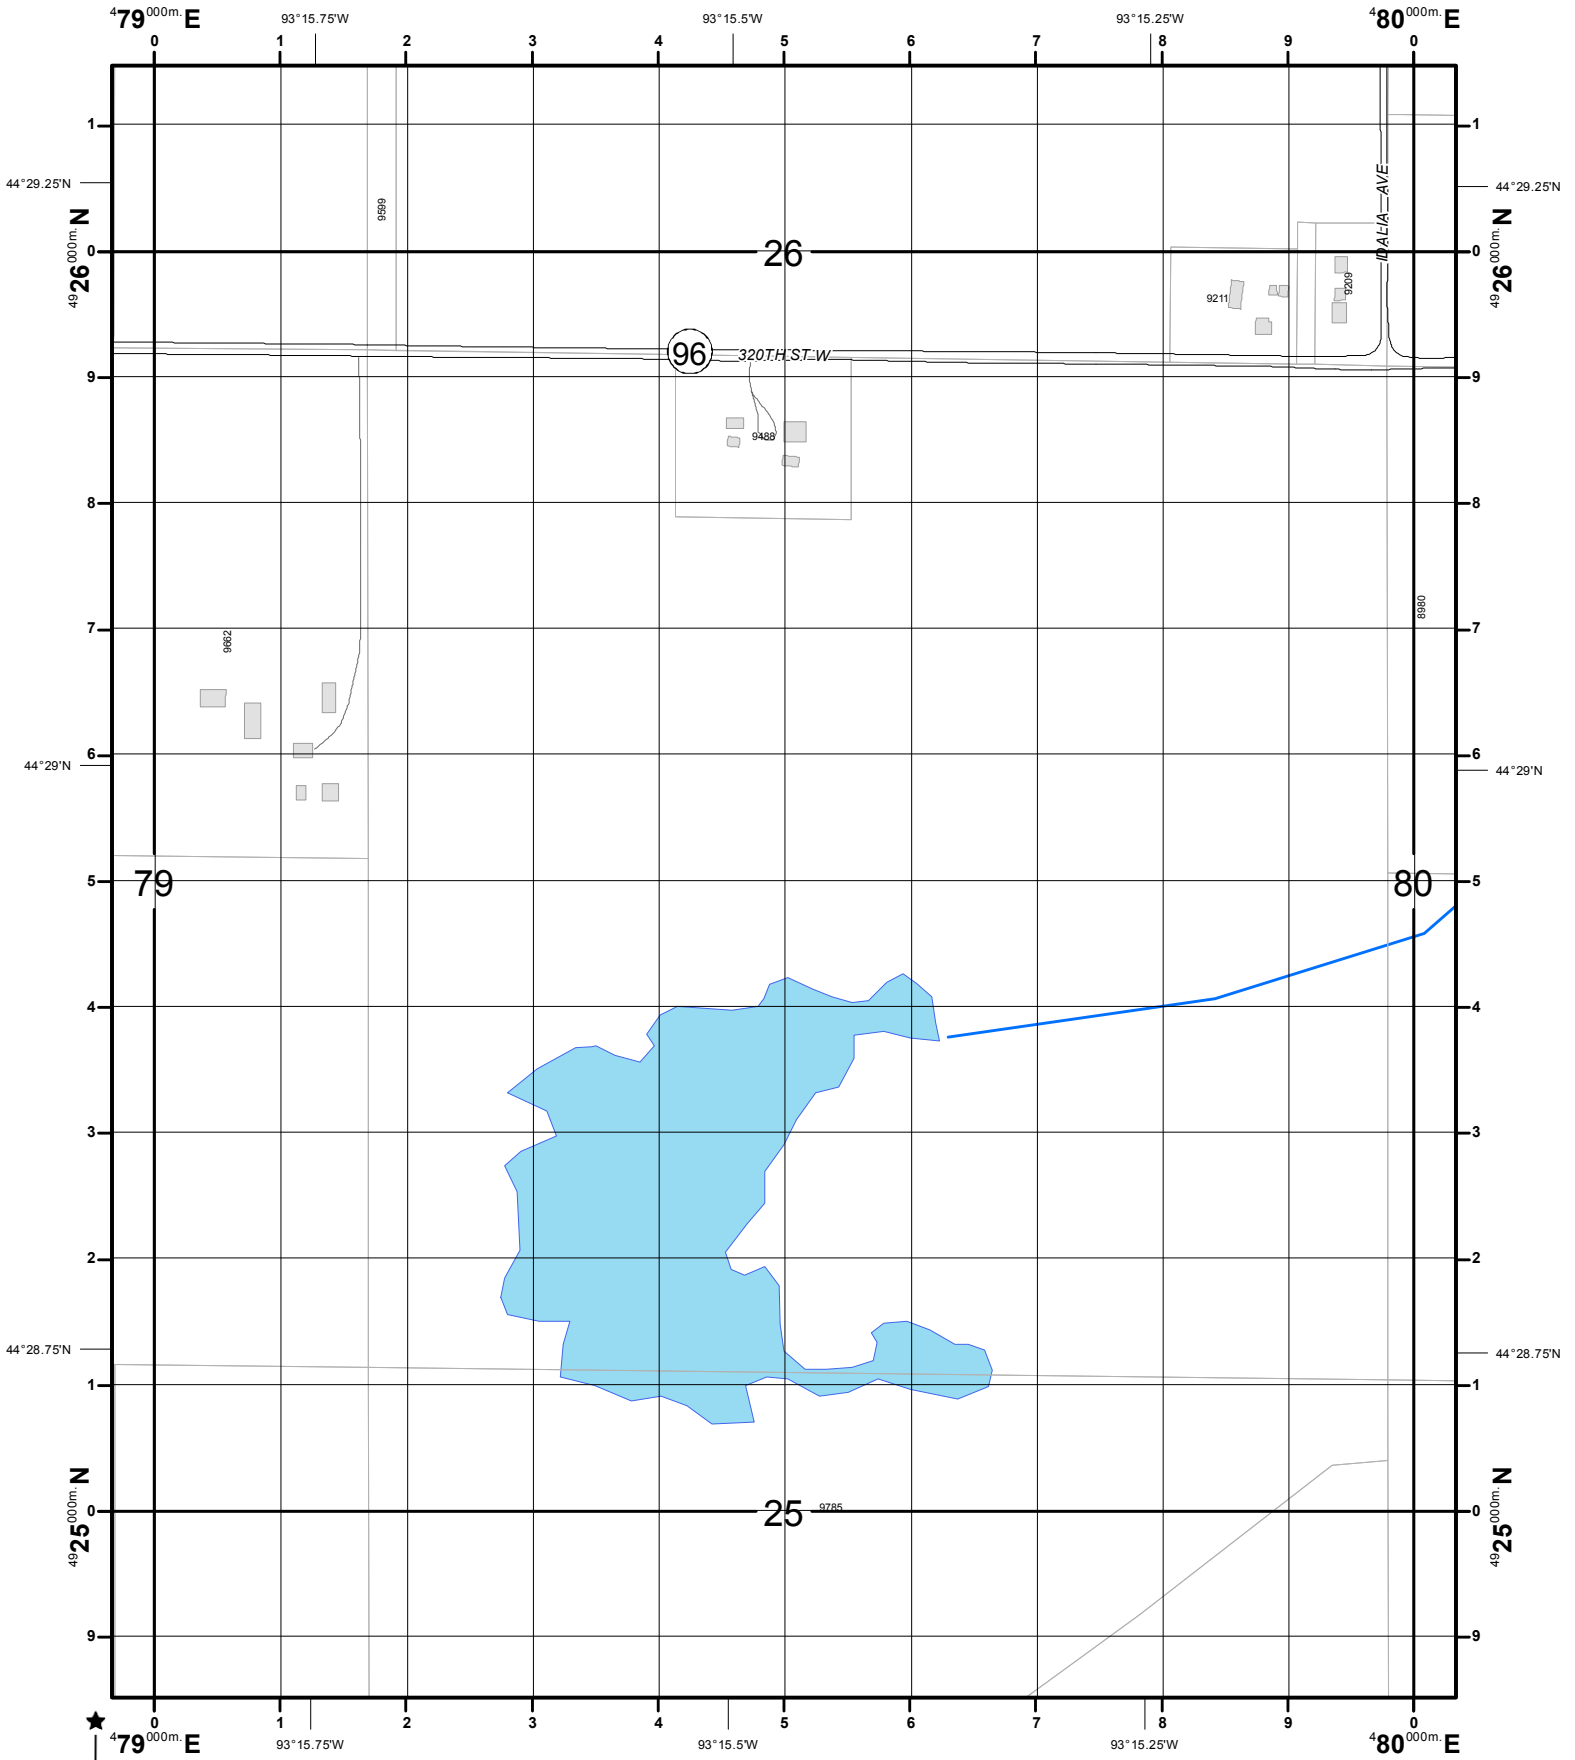 ⁴79⁰⁰⁰ᵐ·E 93°15.75'W 93°15.5'W 93°15.25'W ⁴80⁰⁰⁰ᵐ·E
0 1 2 3 4 5 6 7 8 9 0
1 1
44°29.25'N 44°29.25'N
IDALIA AVE
9599
4926000m.N 4926000m.N
0 26 0
9211 9209
96 320TH ST W
9 9
9488
8 8
8980
7 7
9662
6 6
44°29'N 44°29'N
79 80
5 5
4 4
3 3
2 2
44°28.75'N 44°28.75'N
1 1
4925000m.N 4925000m.N
0 25 9785 0
9 9
0 1 2 3 4 5 6 7 8 9 0
⁴79⁰⁰⁰ᵐ·E 93°15.75'W 93°15.5'W 93°15.25'W ⁴80⁰⁰⁰ᵐ·E